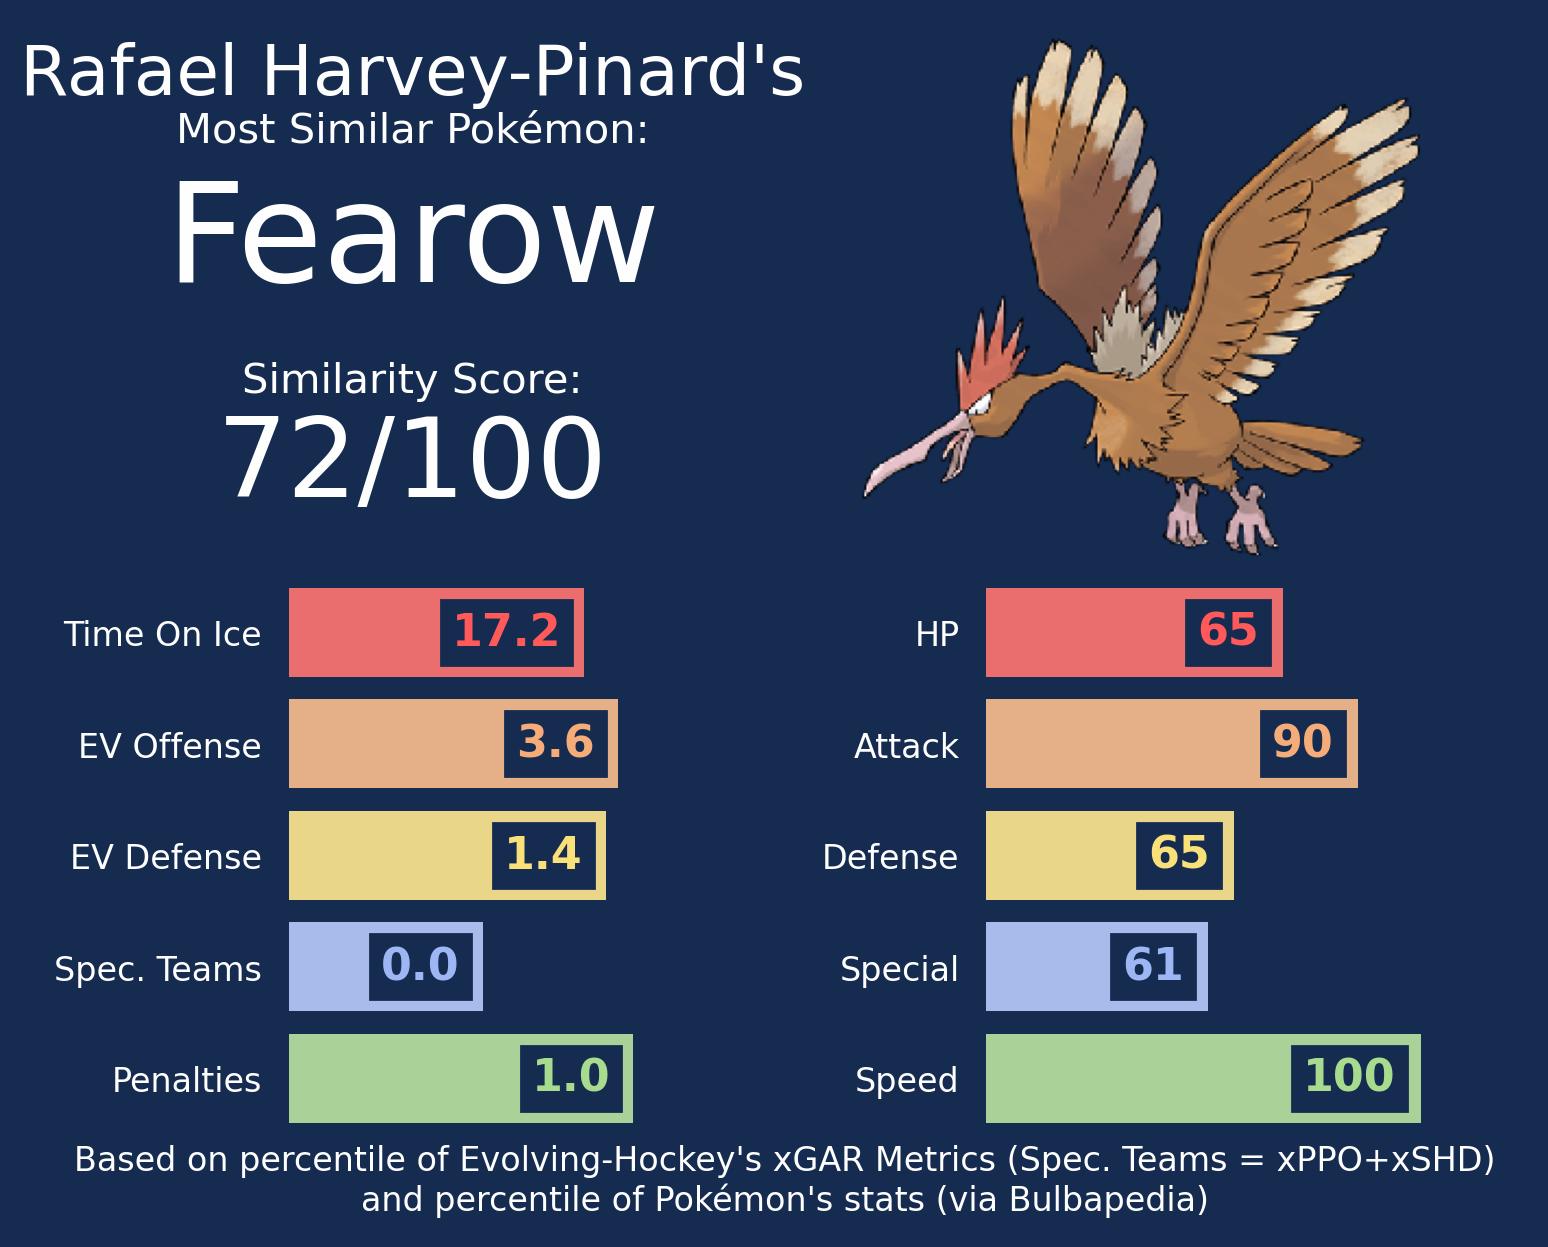 Rafael Harvey-Pinard's
Most Similar Pokémon:
Fearow
Similarity Score:
72/100
Time On Ice 17.2
EV Offense 3.6
EV Defense 1.4
Spec. Teams 0.0
Penalties 1.0
HP 65
Attack 90
Defense 65
Special 61
Speed 100
Based on percentile of Evolving-Hockey's xGAR Metrics (Spec. Teams = xPPO+xSHD)
and percentile of Pokémon's stats (via Bulbapedia)